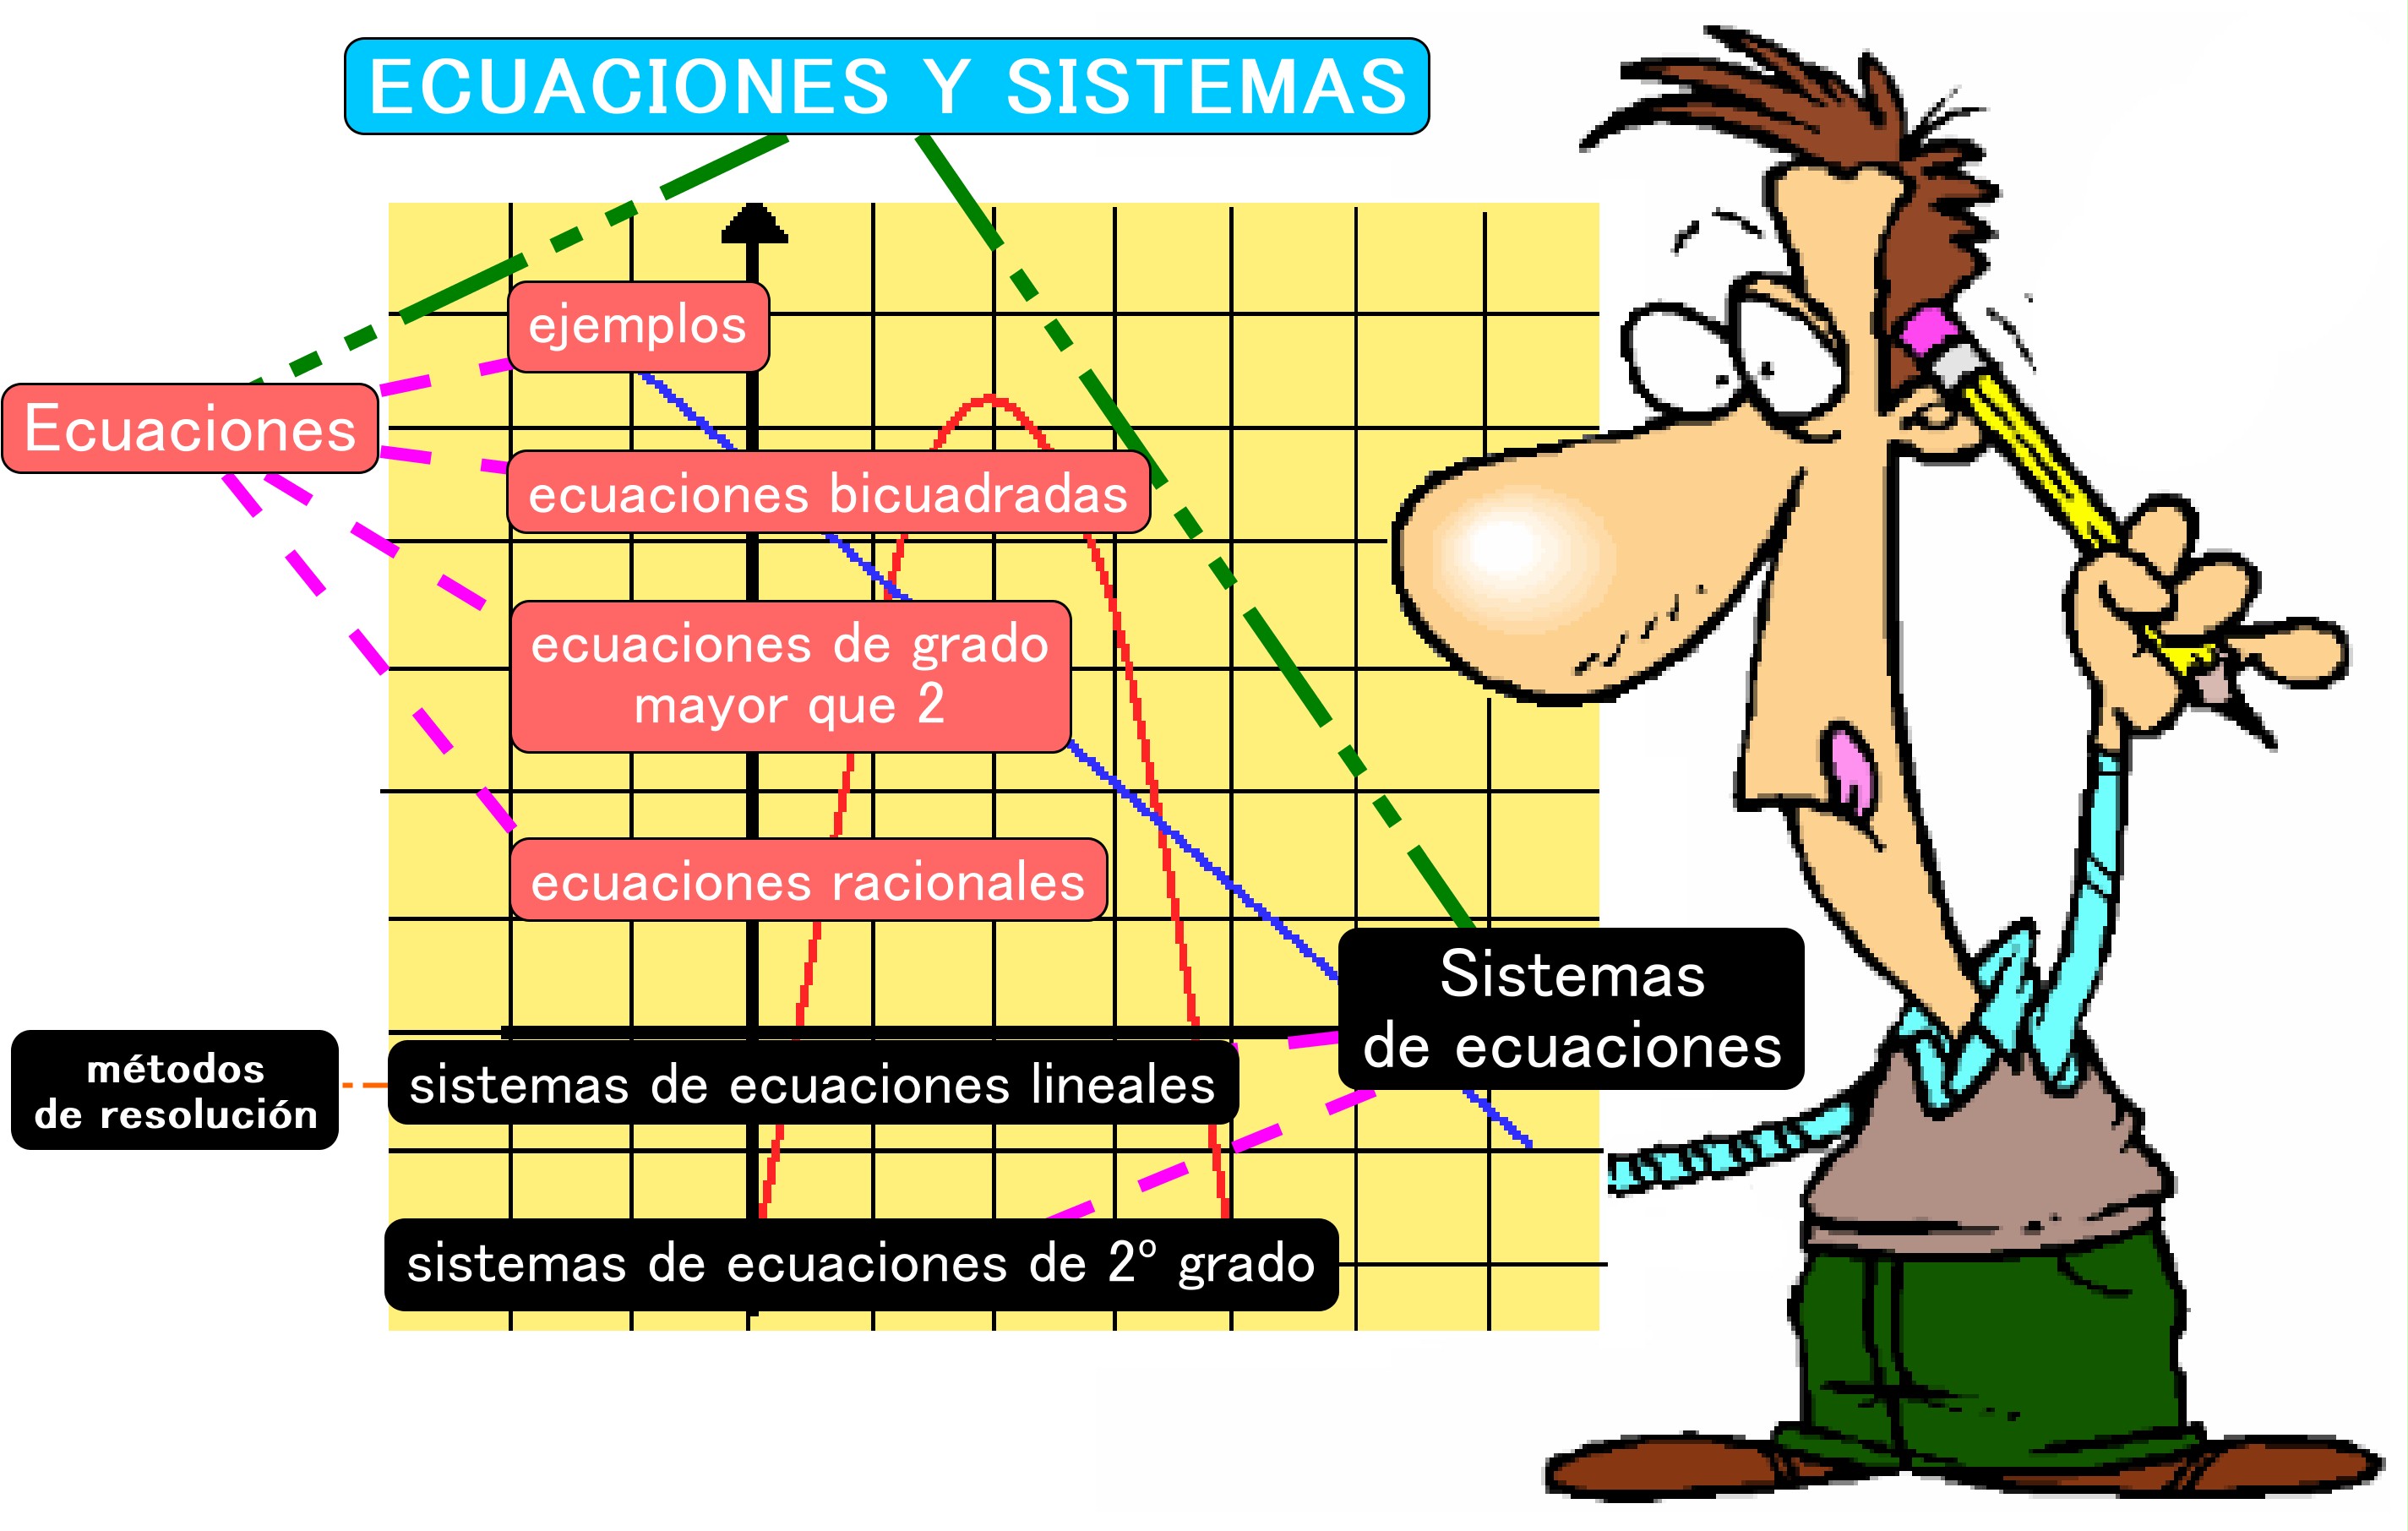 ECUACIONES Y SISTEMAS
ejemplos
Ecuaciones
ecuaciones bicuadradas
ecuaciones de grado
mayor que 2
ecuaciones racionales
Sistemas
de ecuaciones
métodos
de resolución
sistemas de ecuaciones lineales
sistemas de ecuaciones de 2º grado